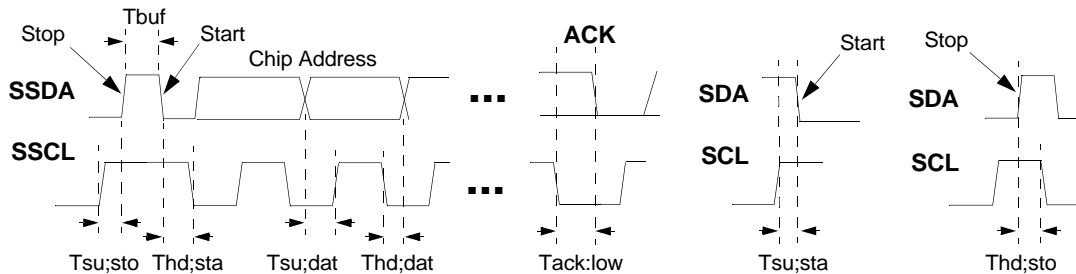 Tbuf
Stop
Start
Chip Address
ACK
Start
Stop
SSDA
...
SDA
SDA
SSCL
...
SCL
SCL
Tsu;sto
Thd;sta
Tsu;dat
Thd;dat
Tack:low
Tsu;sta
Thd;sto